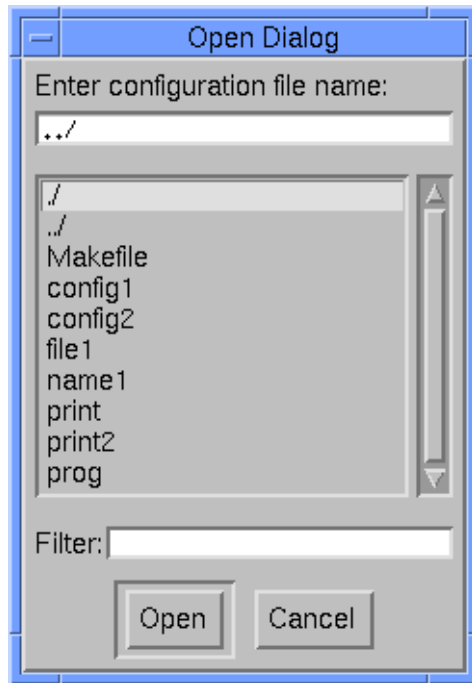 Open Dialog
Enter configuration file name:
../
./
../
Makefile
config1
config2
file1
name1
print
print2
prog
Filter:
Open
Cancel